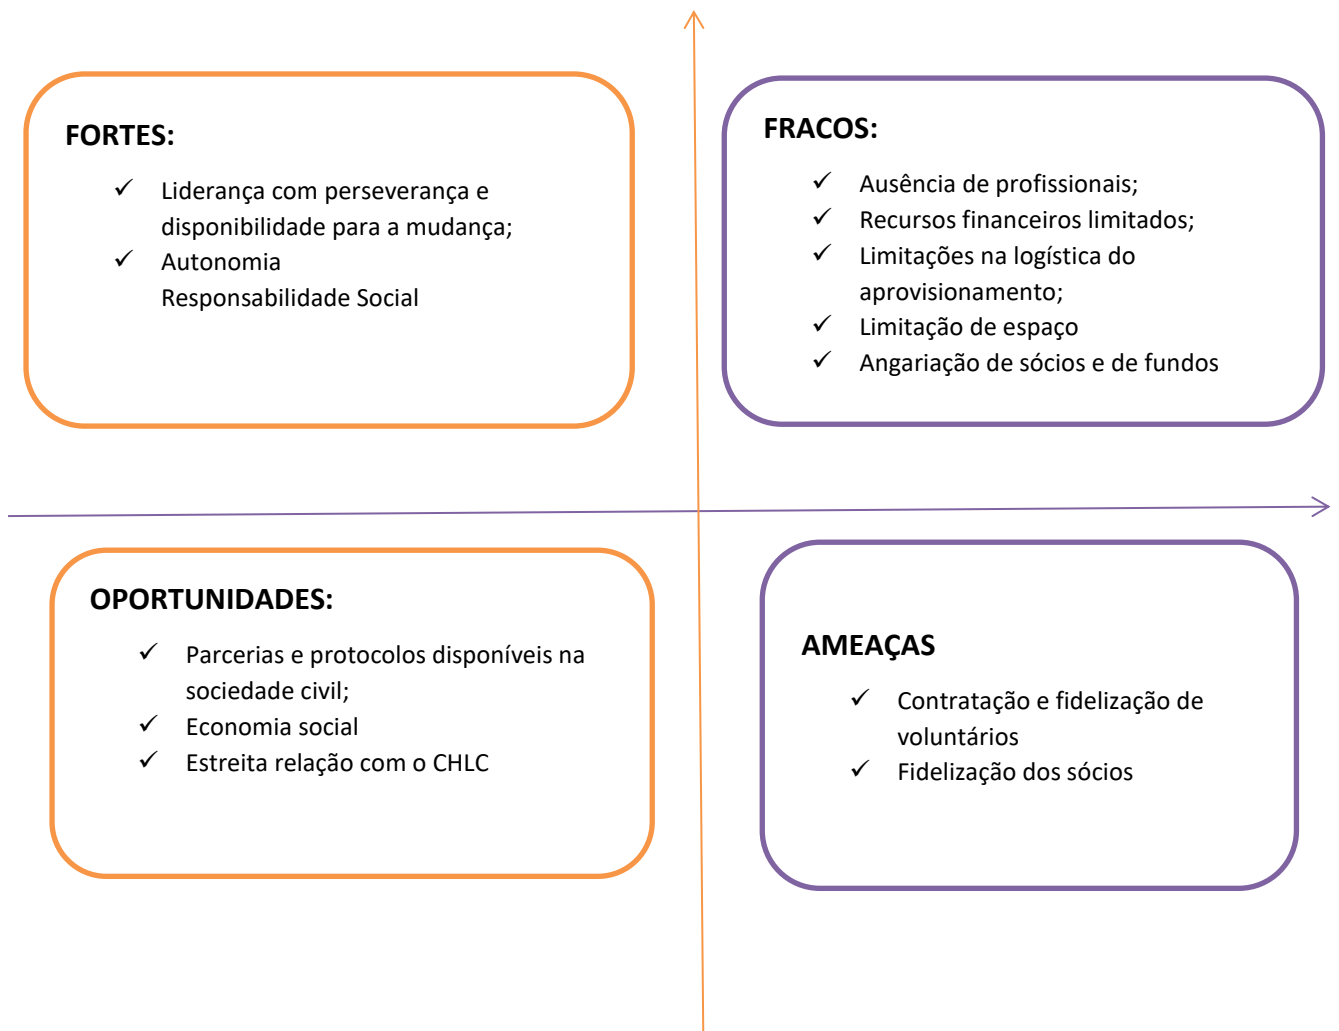 FORTES:
✓ Liderança com perseverança e
disponibilidade para a mudança;
✓ Autonomia
Responsabilidade Social
FRACOS:
✓ Ausência de profissionais;
✓ Recursos financeiros limitados;
✓ Limitações na logística do
aprovisionamento;
✓ Limitação de espaço
✓ Angariação de sócios e de fundos
OPORTUNIDADES:
✓ Parcerias e protocolos disponíveis na
sociedade civil;
✓ Economia social
✓ Estreita relação com o CHLC
AMEAÇAS
✓ Contratação e fidelização de
voluntários
✓ Fidelização dos sócios